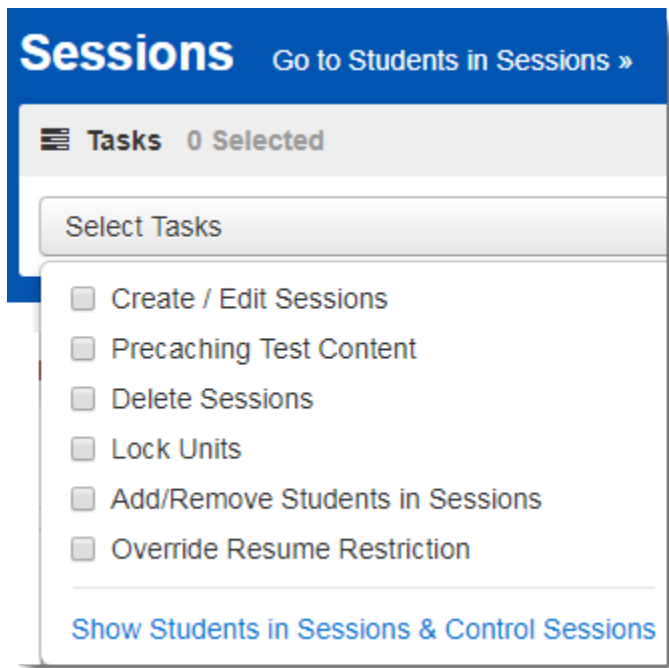 Sessions Go to Students in Sessions »
Tasks 0 Selected
Select Tasks
Create / Edit Sessions
Precaching Test Content
Delete Sessions
Lock Units
Add/Remove Students in Sessions
Override Resume Restriction
Show Students in Sessions & Control Sessions